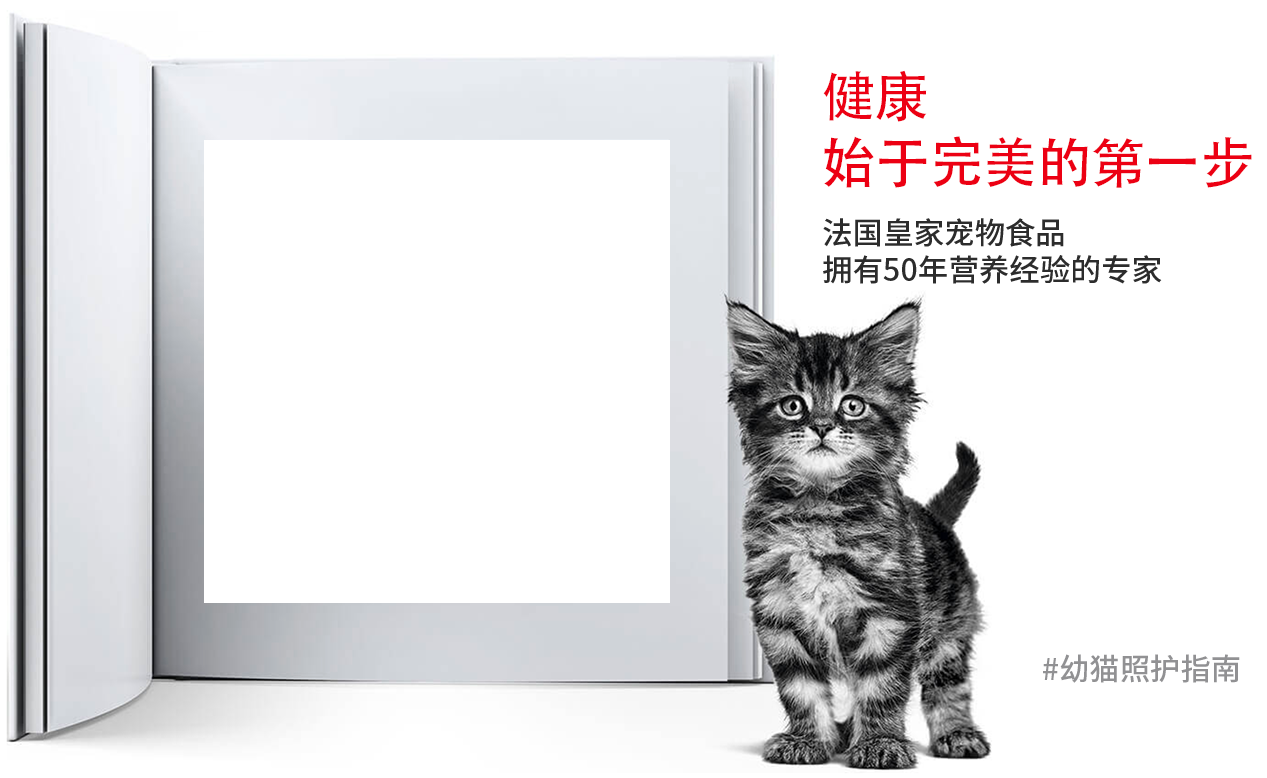 健康
始于完美的第一步
法国皇家宠物食品
拥有50年营养经验的专家
#幼猫照护指南